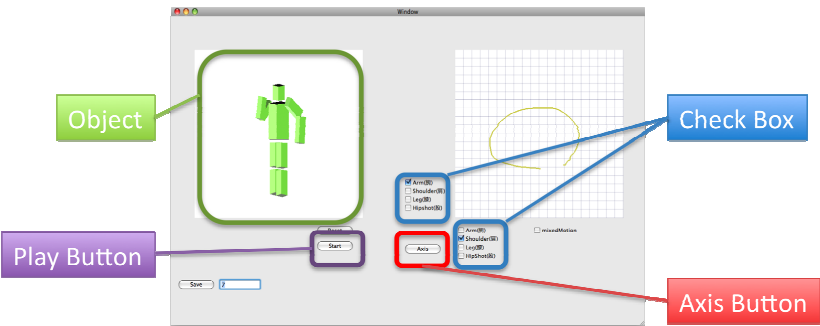 Window
Object
Check Box
Arm(腕)
Shoulder(肩)
Leg(脚)
Hipshot(腰)
Arm(腕)
Shoulder(肩)
Leg(脚)
HipShot(腰)
mixedMotion
Play Button
Start
Axis
Axis Button
Save
2